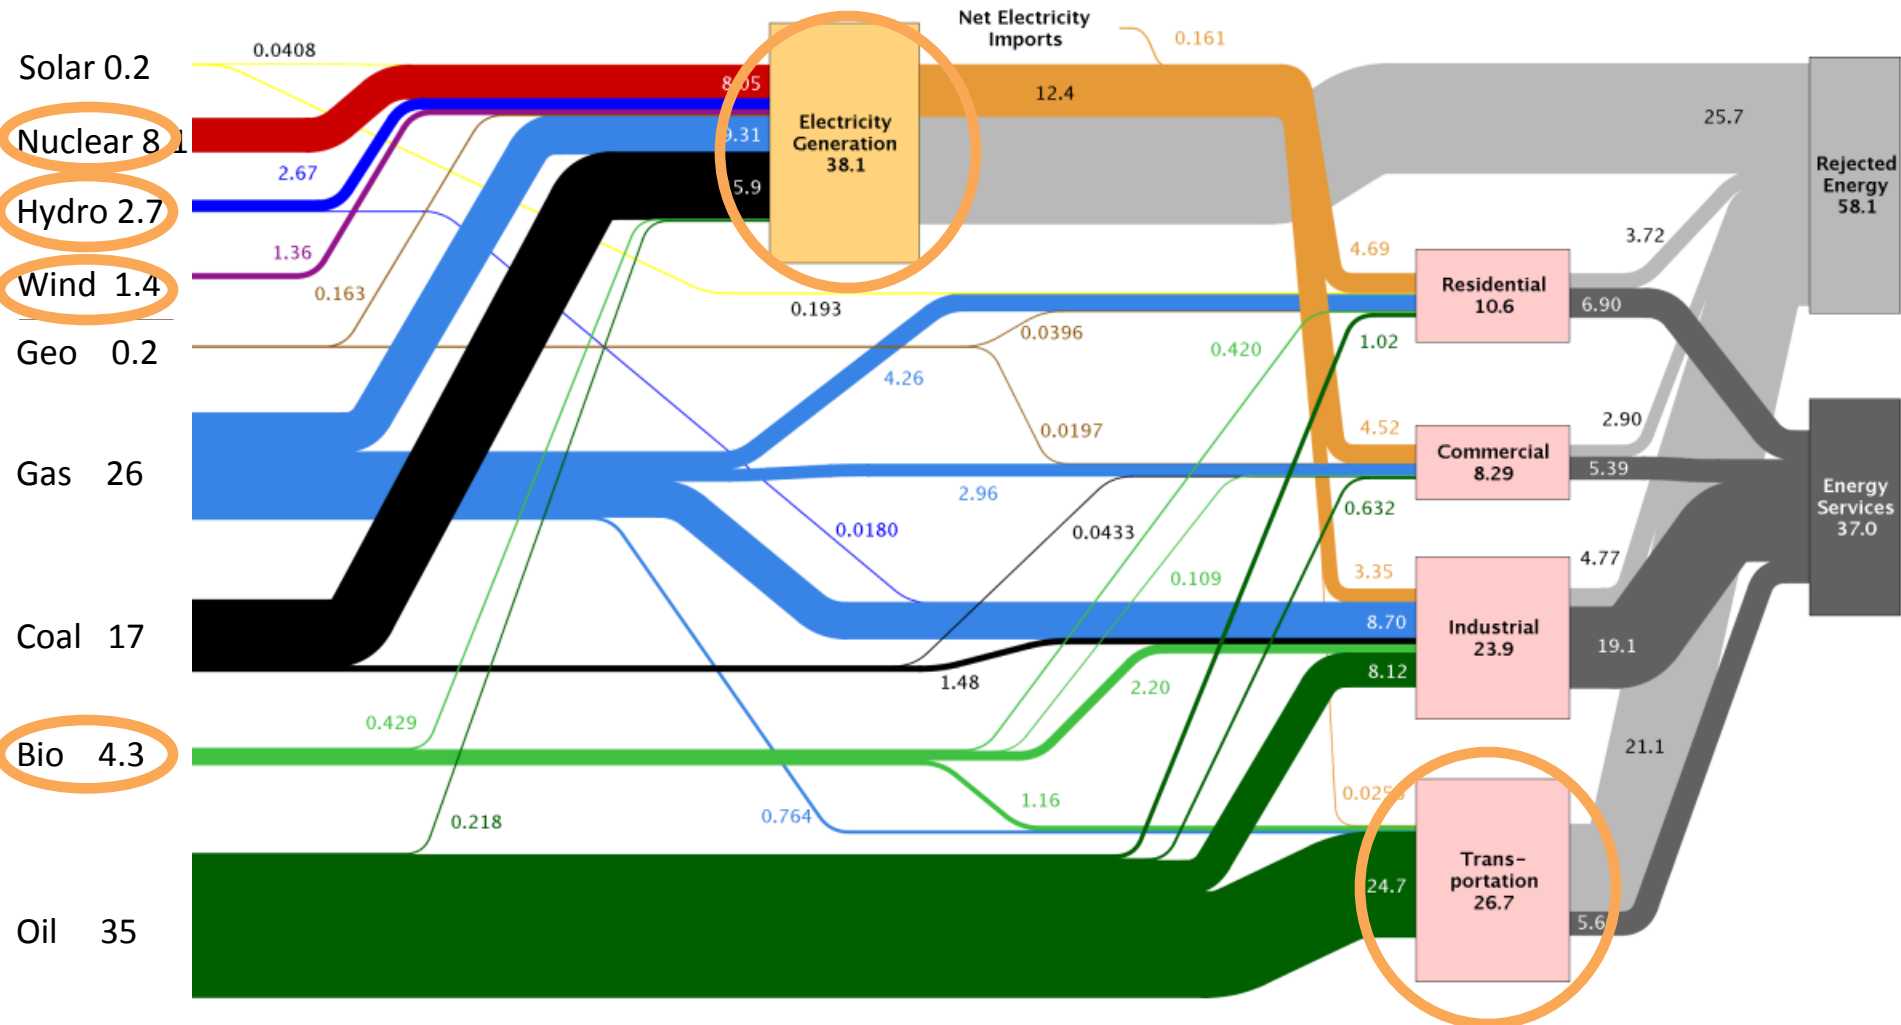 Net Electricity
Imports
0.161
Solar 0.2
0.0408
Nuclear 8.1
8.05
2.67
Hydro 2.7
1.36
Wind 1.4
0.163
Geo 0.2
9.31
5.9
Electricity
Generation
38.1
12.4
25.7
Rejected
Energy
58.1
3.72
4.69
Residential
10.6
6.90
0.193
0.0396
0.420
1.02
4.26
0.0197
4.52
2.90
Commercial
8.29
5.39
Gas 26
2.96
0.632
Energy
Services
37.0
0.0180
0.0433
0.109
3.35
4.77
8.70
Industrial
23.9
19.1
Coal 17
1.48
8.12
2.20
0.429
Bio 4.3
21.1
1.16
0.764
0.218
Trans-
portation
26.7
24.7
5.6
Oil 35